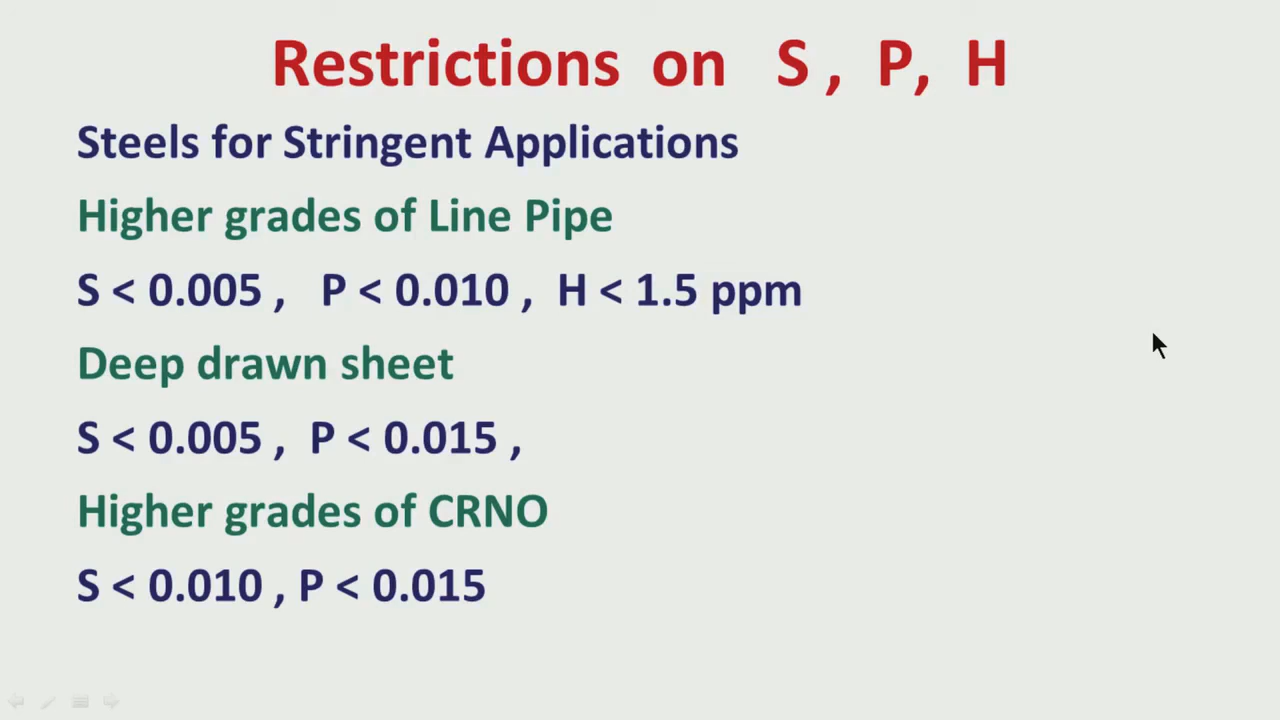 Restrictions on S , P, H
Steels for Stringent Applications
Higher grades of Line Pipe
S < 0.005 , P < 0.010 , H < 1.5 ppm
Deep drawn sheet
S < 0.005 , P < 0.015 ,
Higher grades of CRNO
S < 0.010 , P < 0.015